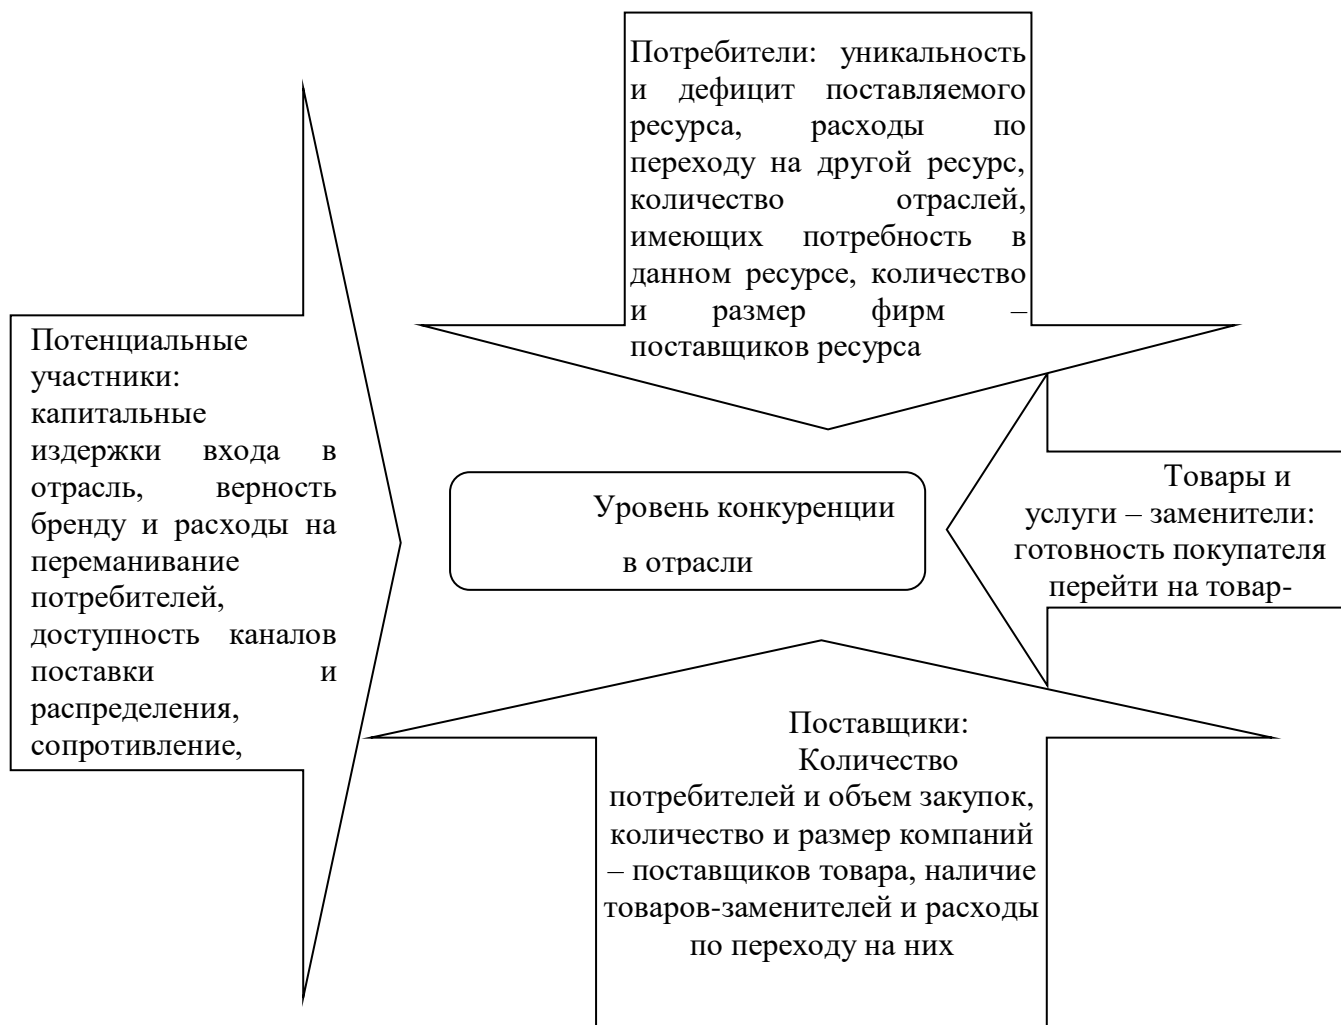 Потребители: уникальность
и дефицит поставляемого
ресурса, расходы по
переходу на другой ресурс,
количество отраслей,
имеющих потребность в
данном ресурсе, количество
и размер фирм –
поставщиков ресурса
Потенциальные
участники:
капитальные
издержки входа в
отрасль, верность
бренду и расходы на
переманивание
потребителей,
доступность каналов
поставки и
распределения,
сопротивление,
Уровень конкуренции
в отрасли
Товары и
услуги – заменители:
готовность покупателя
перейти на товар-
Поставщики:
Количество
потребителей и объем закупок,
количество и размер компаний
– поставщиков товара, наличие
товаров-заменителей и расходы
по переходу на них